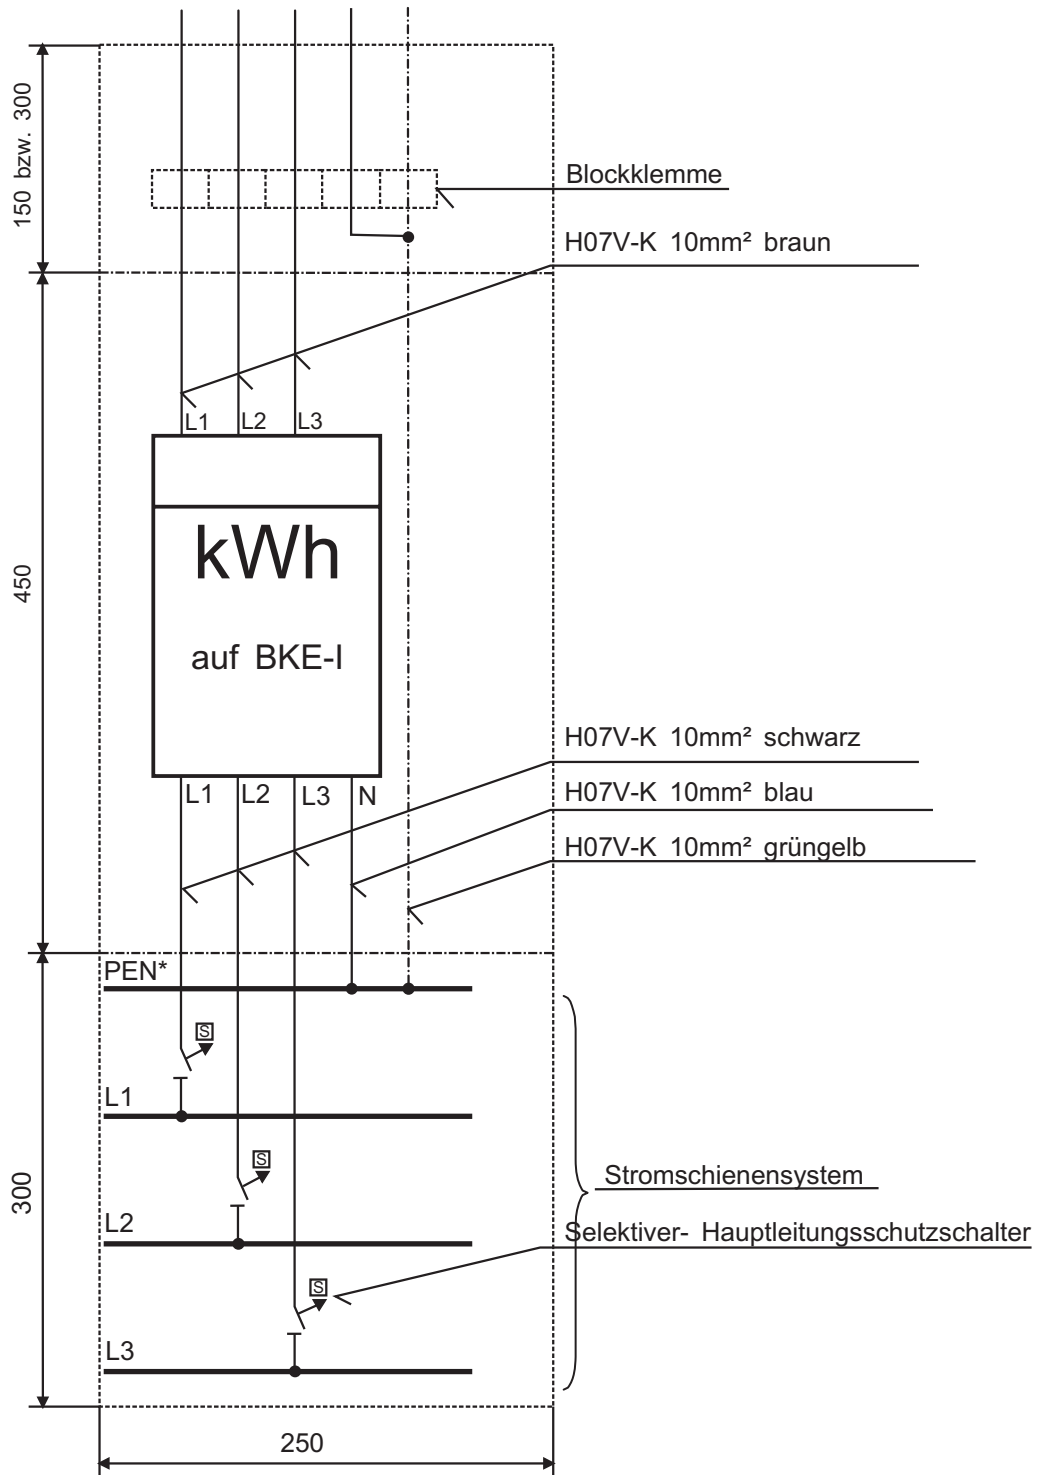 150 bzw. 300
Blockklemme
H07V-K 10mm² braun
L1 L2 L3
kWh
auf BKE-I
450
H07V-K 10mm² schwarz
L1 L2 L3 N
H07V-K 10mm² blau
H07V-K 10mm² grüngelb
PEN*
S
L1
S
300
Stromschienensystem
L2
Selektiver- Hauptleitungsschutzschalter
S
L3
250